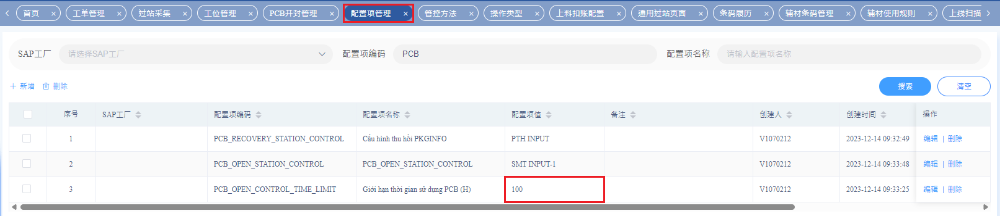 首页 × 工单管理 × 过站采集 × 工位管理 × PCB开封管理 × 配置项管理 × 管控方法 × 操作类型 × 上料扣账配置 × 通用过站页面 × 条码履历 × 辅材条码管理 × 辅材使用规则 × 上线扫描
SAP工厂 请选择SAP工厂 配置项编码 PCB 配置项名称 请输入配置项名称
新增 删除 搜索 清空
序号 SAP工厂 配置项编码 配置项名称 配置项值 备注 创建人 创建时间 操作
1 PCB_RECOVERY_STATION_CONTROL Cấu hình thu hồi PKGINFO PTH INPUT V1070212 2023-12-14 09:32:49 编辑 | 删除
2 PCB_OPEN_STATION_CONTROL PCB_OPEN_STATION_CONTROL SMT INPUT-1 V1070212 2023-12-14 09:33:48 编辑 | 删除
3 PCB_OPEN_CONTROL_TIME_LIMIT Giới hạn thời gian sử dụng PCB (H) 100 V1070212 2023-12-14 09:33:25 编辑 | 删除